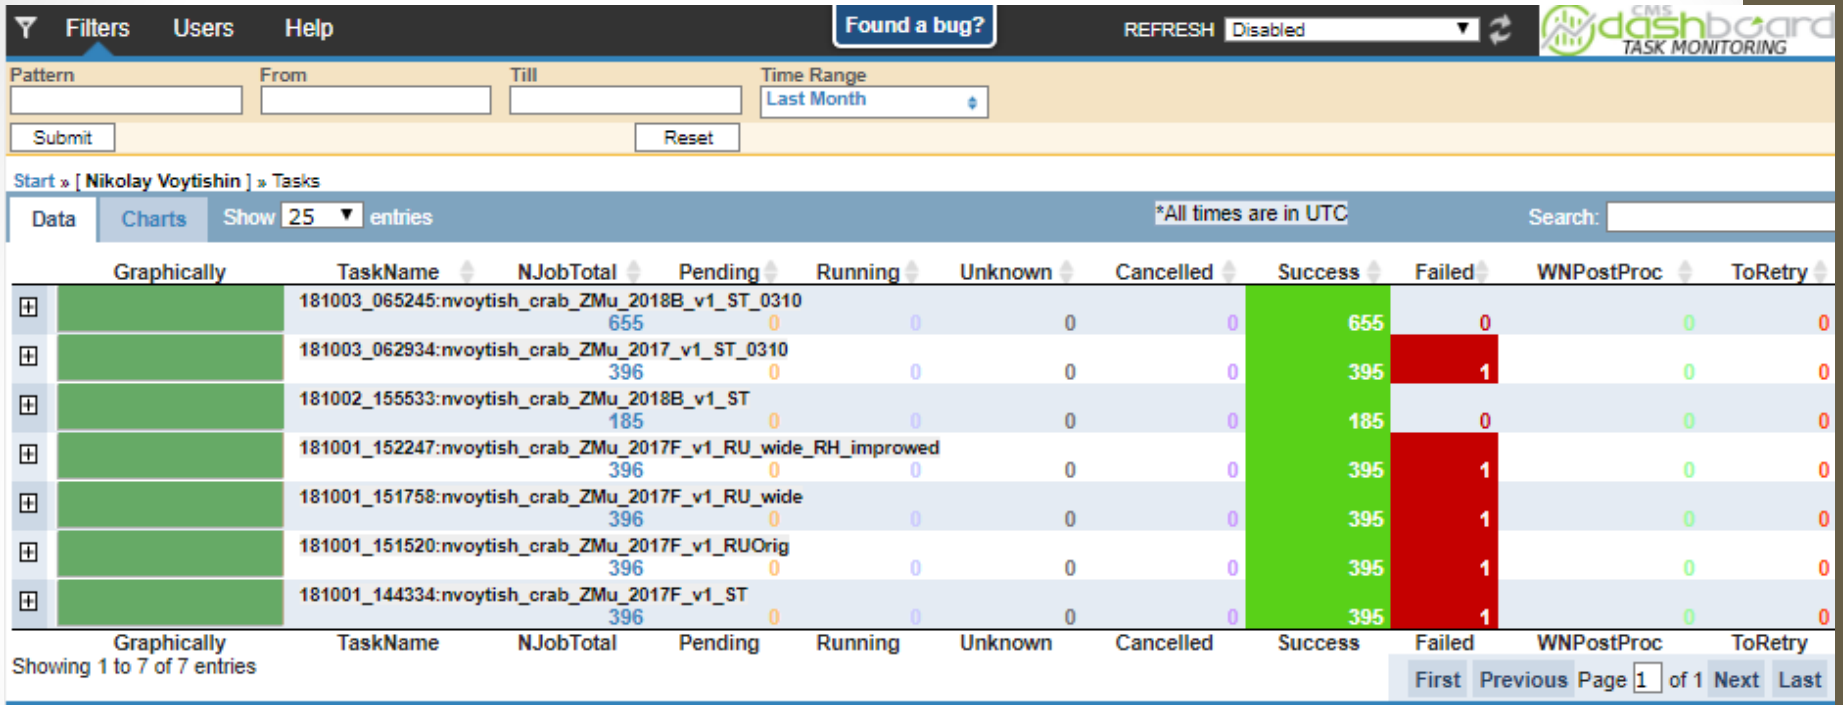 Filters Users Help Found a bug? REFRESH Disabled CMS dashboard
TASK MONITORING
Pattern From Till Time Range
Last Month
Submit Reset
Start » [ Nikolay Voytishin ] » Tasks
Data Charts Show 25 entries *All times are in UTC Search:
Graphically TaskName NJobTotal Pending Running Unknown Cancelled Success Failed WNPostProc ToRetry
181003_065245:nvoytish_crab_ZMu_2018B_v1_ST_0310
655 0 0 0 0 655 0 0 0
181003_062934:nvoytish_crab_ZMu_2017_v1_ST_0310
396 0 0 0 0 395 1 0 0
181002_155533:nvoytish_crab_ZMu_2018B_v1_ST
185 0 0 0 0 185 0 0 0
181001_152247:nvoytish_crab_ZMu_2017F_v1_RU_wide_RH_improwed
396 0 0 0 0 395 1 0 0
181001_151758:nvoytish_crab_ZMu_2017F_v1_RU_wide
396 0 0 0 0 395 1 0 0
181001_151520:nvoytish_crab_ZMu_2017F_v1_RUOrig
396 0 0 0 0 395 1 0 0
181001_144334:nvoytish_crab_ZMu_2017F_v1_ST
396 0 0 0 0 395 1 0 0
Graphically TaskName NJobTotal Pending Running Unknown Cancelled Success Failed WNPostProc ToRetry
Showing 1 to 7 of 7 entries
First Previous Page 1 of 1 Next Last